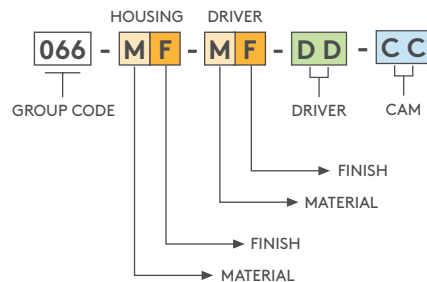 HOUSING DRIVER
066 - M F - M F - D D - C C
GROUP CODE DRIVER CAM
FINISH
MATERIAL
FINISH
MATERIAL